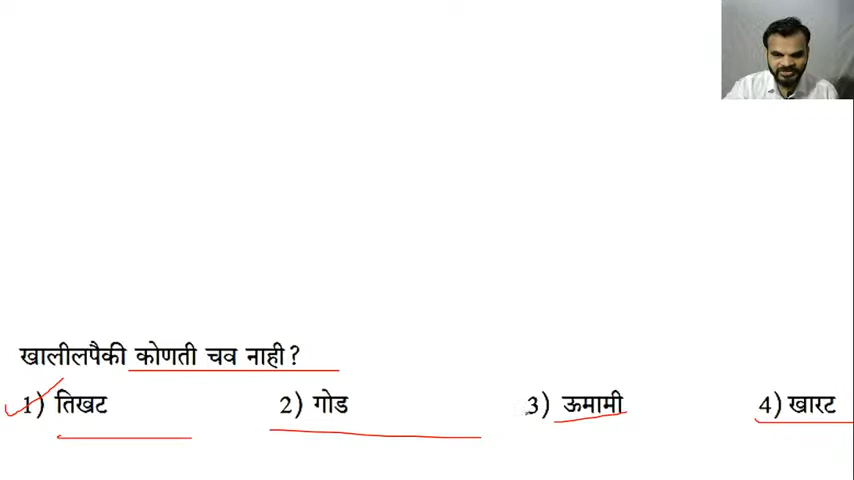 खालीलपैकी कोणती चव नाही?
1) तिखट 2) गोड 3) ऊमामी 4) खारट